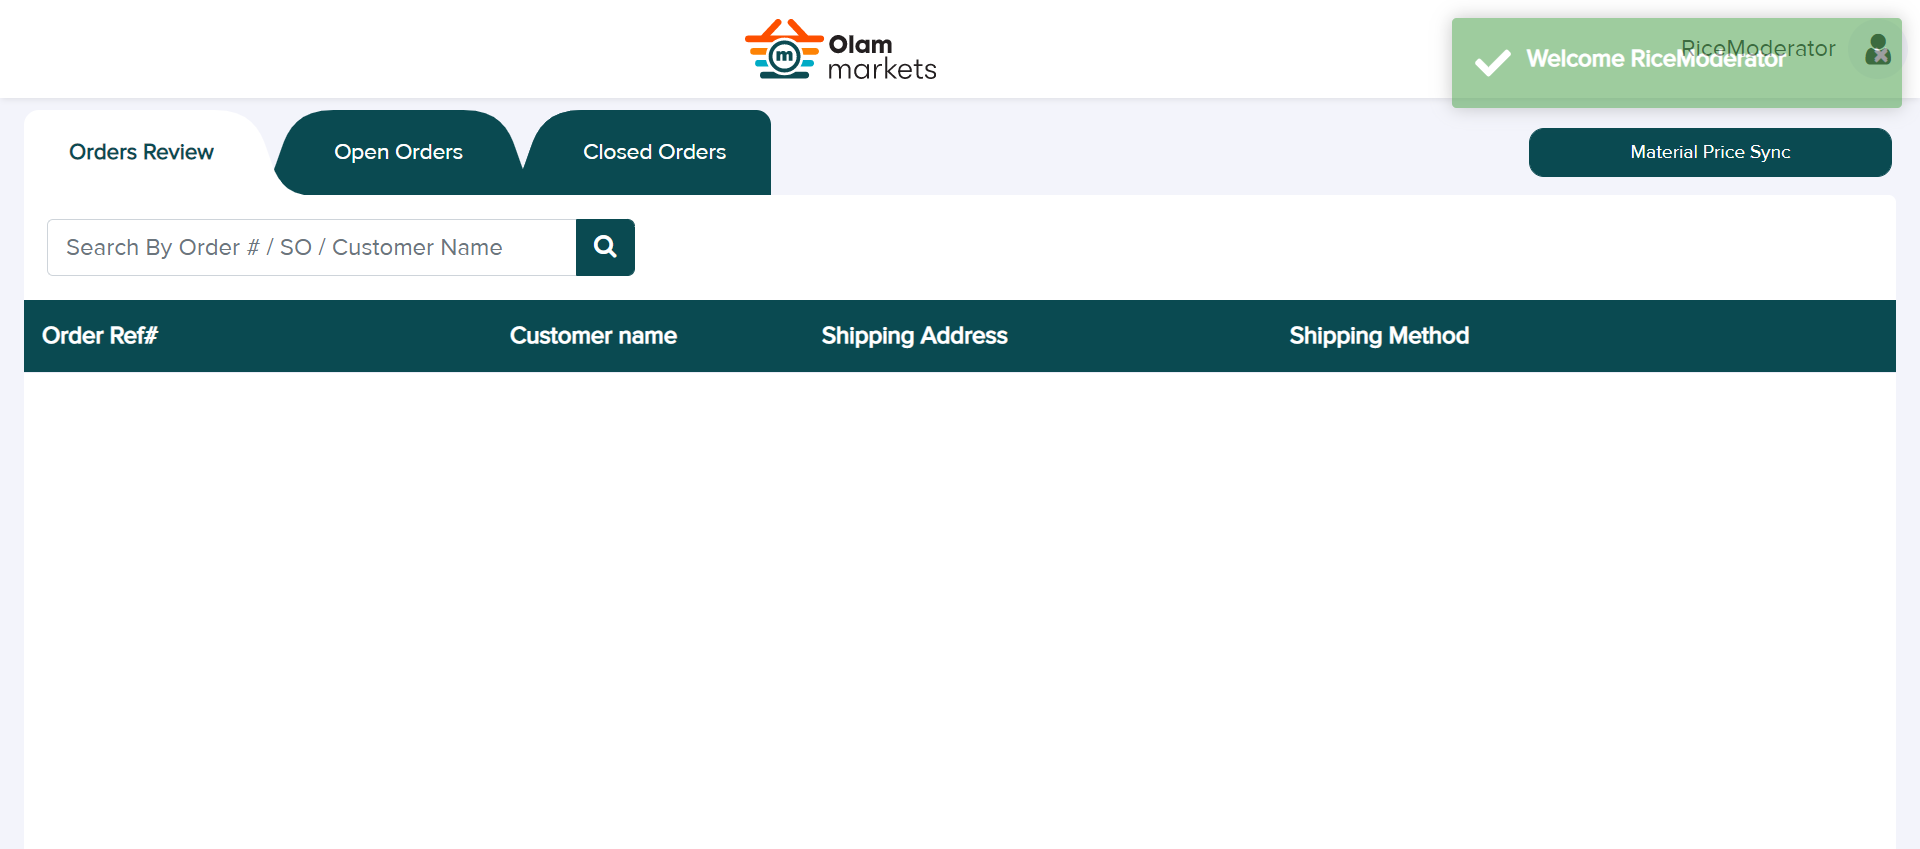 m
Olam
markets
Welcome RiceModerator
RiceModerator
Orders Review
Open Orders
Closed Orders
Material Price Sync
Search By Order # / SO / Customer Name
Order Ref#
Customer name
Shipping Address
Shipping Method